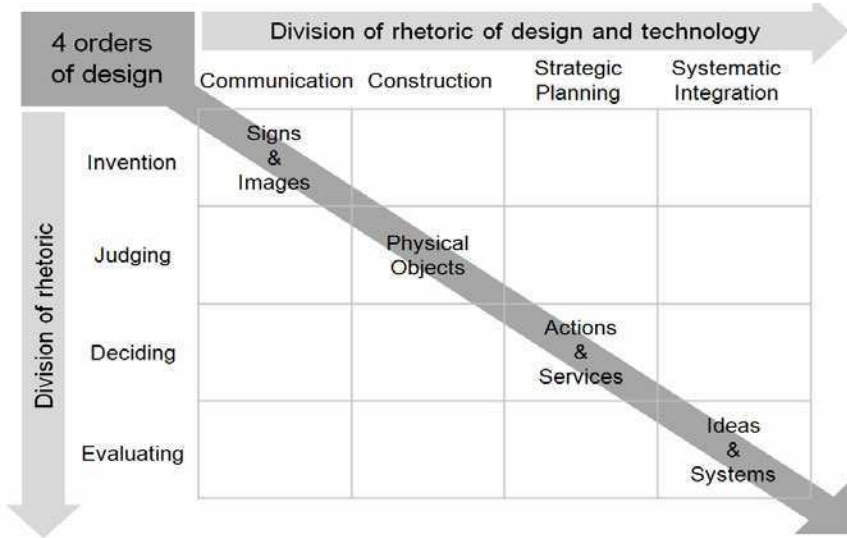 4 orders
of design
Division of rhetoric of design and technology
Communication
Construction
Strategic
Planning
Systematic
Integration
Division of rhetoric
Invention
Signs
&
Images
Judging
Physical
Objects
Deciding
Actions
&
Services
Evaluating
Ideas
&
Systems